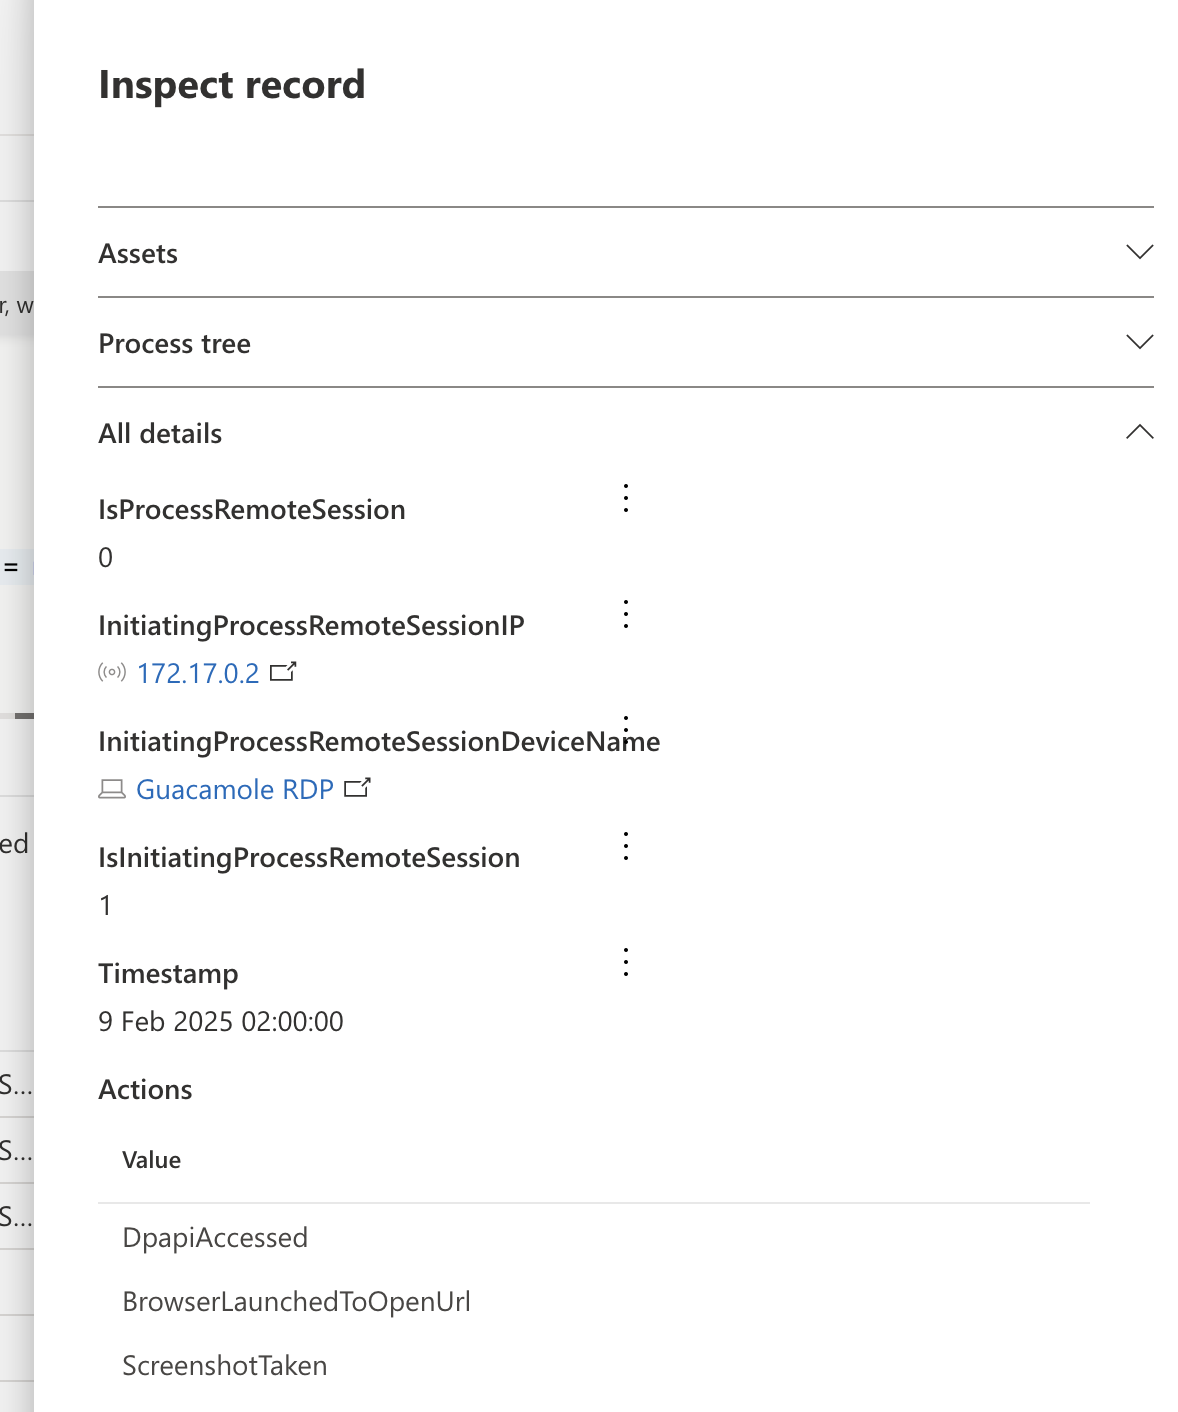 Inspect record
Assets
r, w
Process tree
All details
IsProcessRemoteSession
0
=
InitiatingProcessRemoteSessionIP
172.17.0.2
InitiatingProcessRemoteSessionDeviceName
Guacamole RDP
ed
IsInitiatingProcessRemoteSession
1
Timestamp
9 Feb 2025 02:00:00
Actions
S...
Value
S...
S...
DpapiAccessed
BrowserLaunchedToOpenUrl
ScreenshotTaken